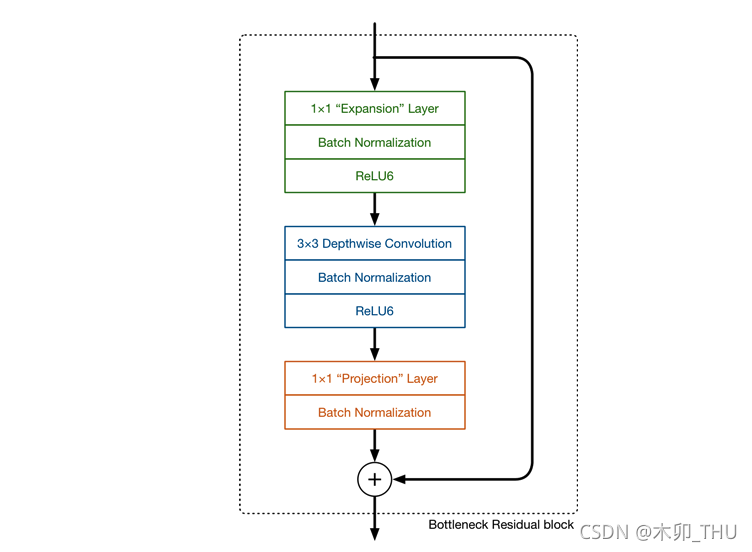 1×1 “Expansion” Layer
Batch Normalization
ReLU6
3×3 Depthwise Convolution
Batch Normalization
ReLU6
1×1 “Projection” Layer
Batch Normalization
+
Bottleneck Residual block
CSDN @木卯_THU